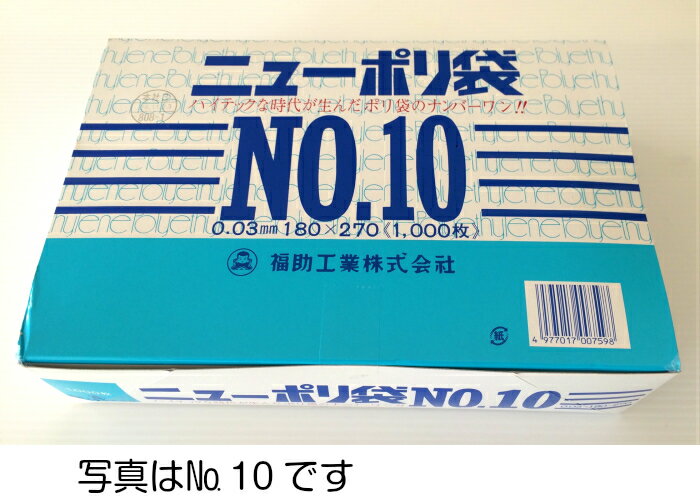 ニューポリ袋
ハイテックな時代が生んだポリ袋のナンバーワン!!
NO.10
0.03mm 180×270《1,000枚》
福助工業株式会社
紙
4 977017 007598
ニューポリ袋NO.10
写真は№10です